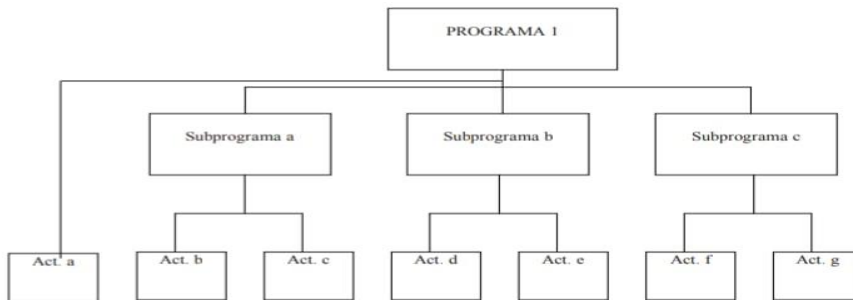 PROGRAMA 1
Subprograma a
Subprograma b
Subprograma c
Act. a
Act. b
Act. c
Act. d
Act. e
Act. f
Act. g